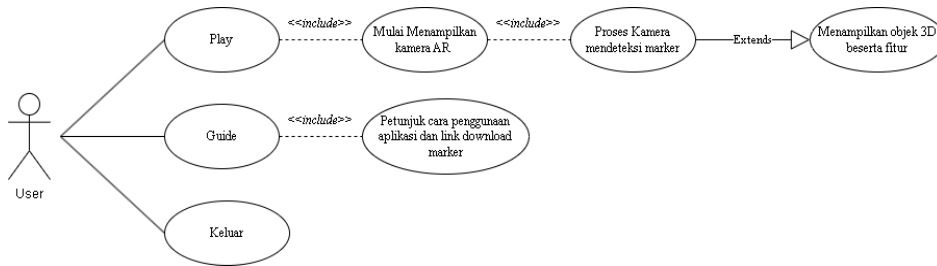 <<include>>
<<include>>
Play
Mulai Menampilkan
kamera AR
Proses Kamera
mendeteksi marker
Extends
Menampilkan objek 3D
beserta fitur
<<include>>
Guide
Petunjuk cara penggunaan
aplikasi dan link download
marker
User
Keluar